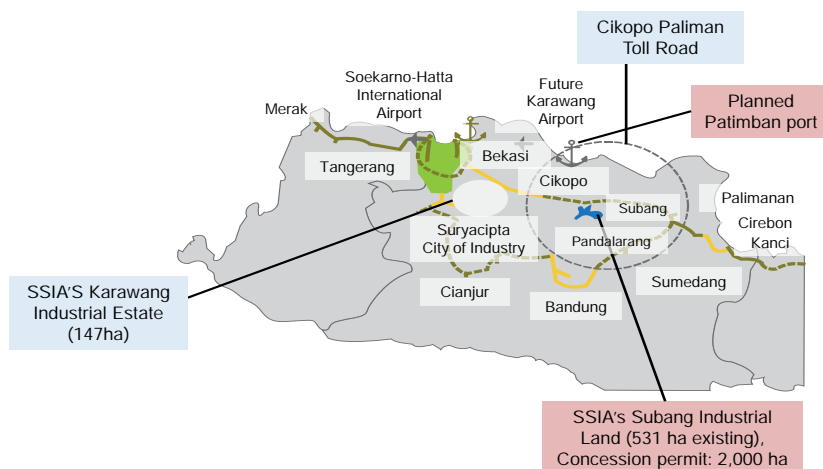 Cikopo Paliman
Toll Road
Soekarno-Hatta
International
Airport
Future
Karawang
Airport
Planned
Patimban port
Merak
Tangerang
Bekasi
Cikopo
Subang
Palimanan
Cirebon
Kanci
Suryacipta
City of Industry
Pandalarang
Cianjur
Bandung
Sumedang
SSIA'S Karawang
Industrial Estate
(147ha)
SSIA's Subang Industrial
Land (531 ha existing),
Concession permit: 2,000 ha